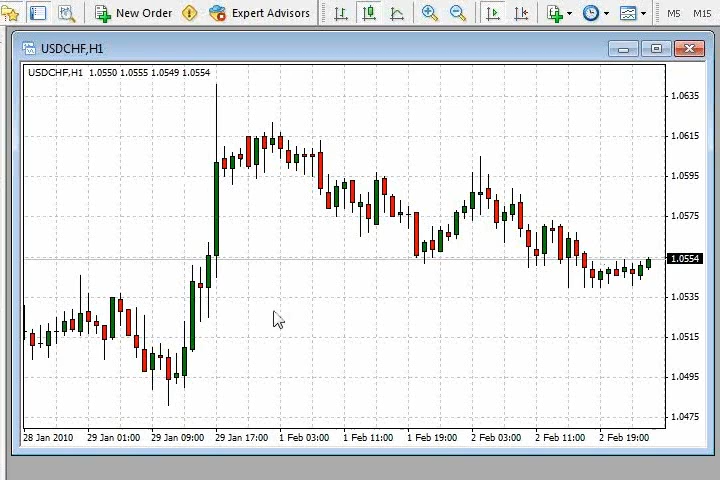 New Order Expert Advisors M5 M15
USDCHF,H1
USDCHF,H1 1.0550 1.0555 1.0549 1.0554
1.0635
1.0615
1.0595
1.0575
1.0554
1.0535
1.0515
1.0495
1.0475
28 Jan 2010 29 Jan 01:00 29 Jan 09:00 29 Jan 17:00 1 Feb 03:00 1 Feb 11:00 1 Feb 19:00 2 Feb 03:00 2 Feb 11:00 2 Feb 19:00